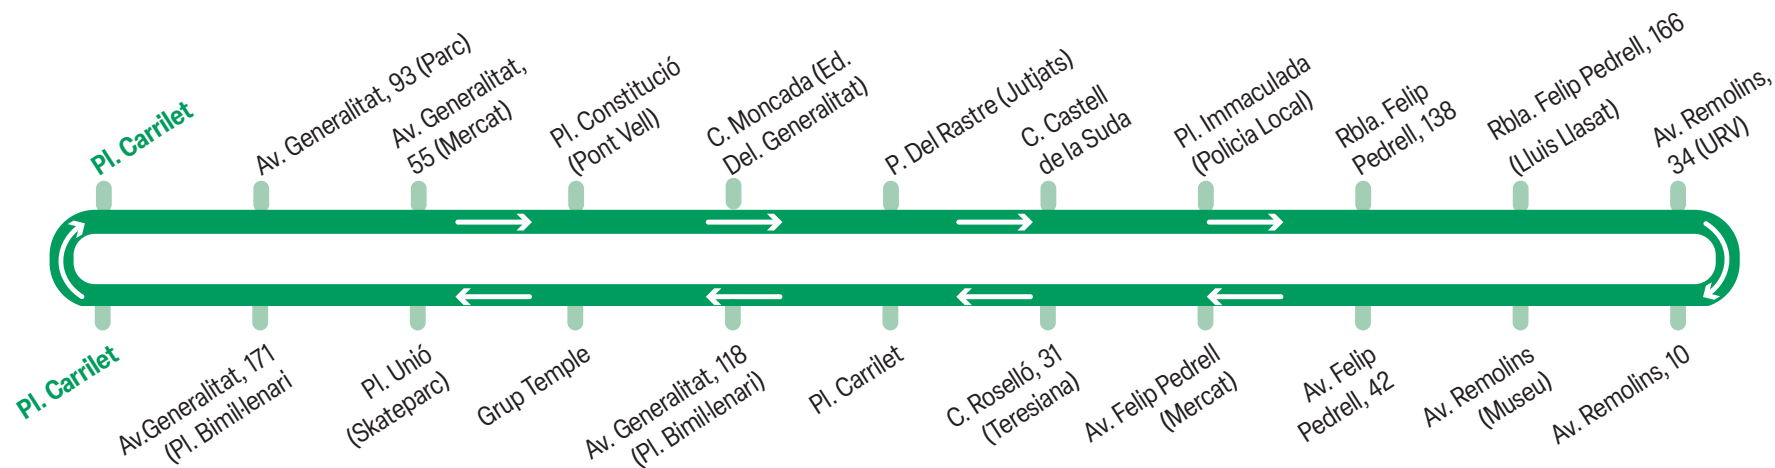 Pl. Carrilet
Av. Generalitat, 93 (Parc)
Av. Generalitat,
55 (Mercat)
Pl. Constitució
(Pont Vell)
C. Moncada (Ed.
Del. Generalitat)
P. Del Rastre (Jutjats)
C. Castell
de la Suda
Pl. Immaculada
(Policia Local)
Rbla. Felip
Pedrell, 138
Rbla. Felip Pedrell, 166
(Lluis Llasat)
Av. Remolins,
34 (URV)
Pl. Carrilet
Av.Generalitat, 171
(Pl. Bimil·lenari
Pl. Unió
(Skateparc)
Grup Temple
Av. Generalitat, 118
(Pl. Bimil·lenari)
Pl. Carrilet
C. Roselló, 31
(Teresiana)
Av. Felip Pedrell
(Mercat)
Av. Felip
Pedrell, 42
Av. Remolins
(Museu)
Av. Remolins, 10